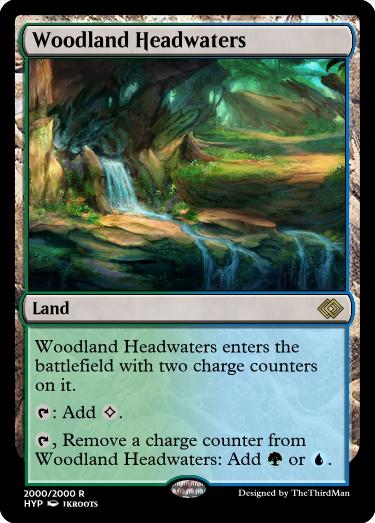 Woodland Headwaters
Land
Woodland Headwaters enters the
battlefield with two charge counters
on it.
: Add .
, Remove a charge counter from
Woodland Headwaters: Add or .
2000/2000 R
HYP JKROOTS
Designed by TheThirdMan